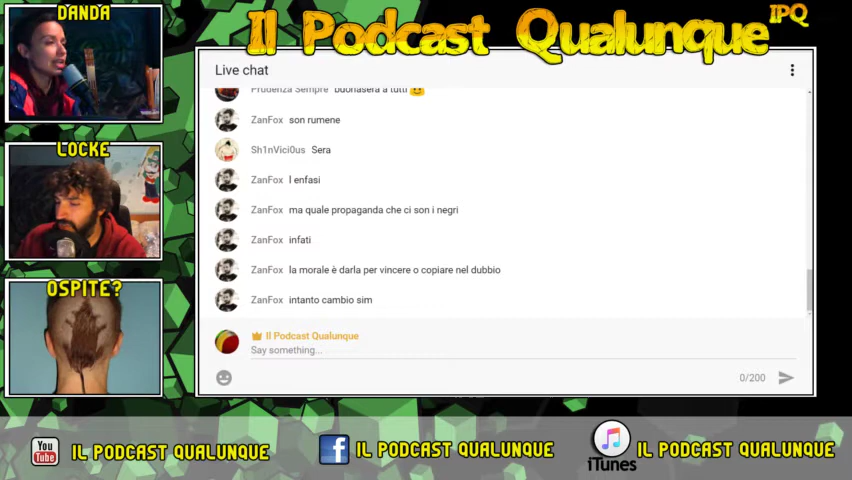 DANDA
Il Podcast Qualunque
IPQ
Live chat
Prudenza Sempre buonasera a tutti
ZanFox son rumene
Sh1nVici0us Sera
ZanFox l enfasi
ZanFox ma quale propaganda che ci son i negri
ZanFox infati
ZanFox la morale è darla per vincere o copiare nel dubbio
ZanFox intanto cambio sim
Il Podcast Qualunque
Say something...
0/200
LOCKE
OSPITE?
You
Tube
IL PODCAST QUALUNQUE
IL PODCAST QUALUNQUE
iTunes
IL PODCAST QUALUNQUE